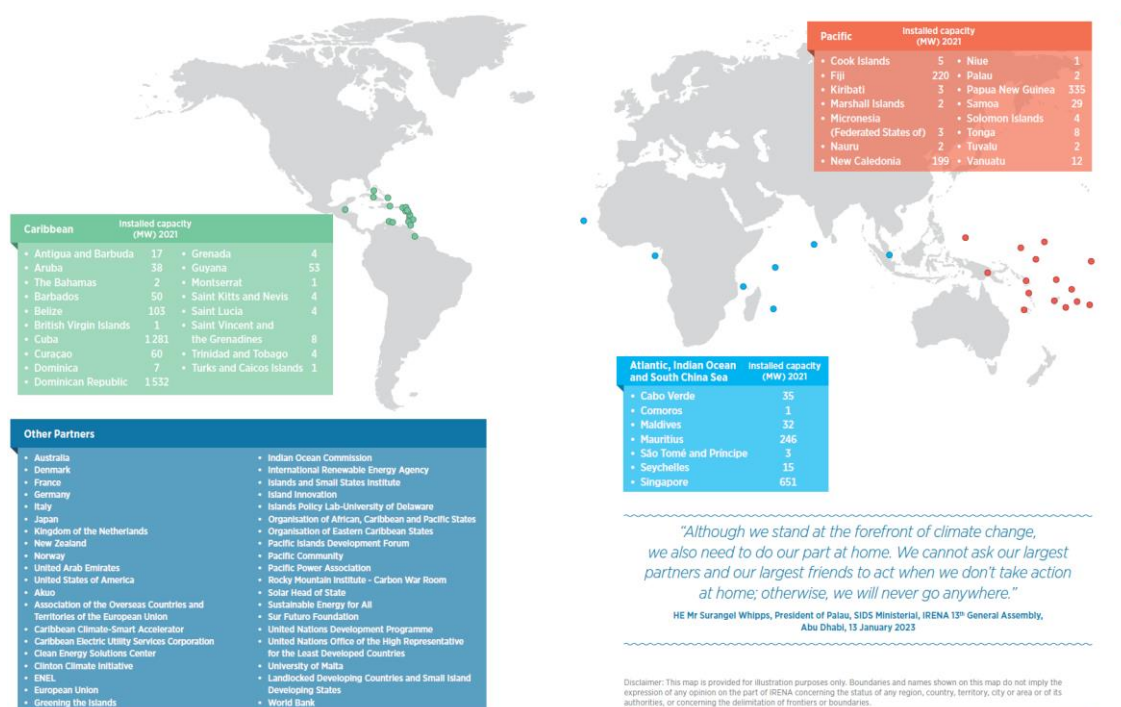 Pacific
Installed capacity
(MW) 2021
• Cook Islands 5 • Niue 1
• Fiji 220 • Palau 2
• Kiribati 3 • Papua New Guinea 335
• Marshall Islands 2 • Samoa 29
• Micronesia • Solomon Islands 4
(Federated States of) 3 • Tonga 8
• Nauru 2 • Tuvalu 2
• New Caledonia 199 • Vanuatu 12
Caribbean
Installed capacity
(MW) 2021
• Antigua and Barbuda 17 • Grenada 4
• Aruba 38 • Guyana 53
• The Bahamas 2 • Montserrat 1
• Barbados 50 • Saint Kitts and Nevis 4
• Belize 103 • Saint Lucia 4
• British Virgin Islands 1 • Saint Vincent and
• Cuba 1 281 the Grenadines 8
• Curaçao 60 • Trinidad and Tobago 4
• Dominica 7 • Turks and Caicos Islands 1
• Dominican Republic 1 532
Atlantic, Indian Ocean
and South China Sea
Installed capacity
(MW) 2021
• Cabo Verde 35
• Comoros 1
• Maldives 32
• Mauritius 246
• São Tomé and Príncipe 3
• Seychelles 15
• Singapore 651
Other Partners
• Australia
• Denmark
• France
• Germany
• Italy
• Japan
• Kingdom of the Netherlands
• New Zealand
• Norway
• United Arab Emirates
• United States of America
• Akuo
• Association of the Overseas Countries and
Territories of the European Union
• Caribbean Climate-Smart Accelerator
• Caribbean Electric Utility Services Corporation
• Clean Energy Solutions Center
• Clinton Climate Initiative
• ENEL
• European Union
• Greening the Islands
• Indian Ocean Commission
• International Renewable Energy Agency
• Islands and Small States Institute
• Island Innovation
• Islands Policy Lab-University of Delaware
• Organisation of African, Caribbean and Pacific States
• Organisation of Eastern Caribbean States
• Pacific Islands Development Forum
• Pacific Community
• Pacific Power Association
• Rocky Mountain Institute - Carbon War Room
• Solar Head of State
• Sustainable Energy for All
• Sur Futuro Foundation
• United Nations Development Programme
• United Nations Office of the High Representative
for the Least Developed Countries
• University of Malta
• Landlocked Developing Countries and Small Island
Developing States
• World Bank
"Although we stand at the forefront of climate change,
we also need to do our part at home. We cannot ask our largest
partners and our largest friends to act when we don't take action
at home; otherwise, we will never go anywhere."
HE Mr Surangel Whipps, President of Palau, SIDS Ministerial, IRENA 13th General Assembly,
Abu Dhabi, 13 January 2023
Disclaimer: This map is provided for illustration purposes only. Boundaries and names shown on this map do not imply the
expression of any opinion on the part of IRENA concerning the status of any region, country, territory, city or area or of its
authorities, or concerning the delimitation of frontiers or boundaries.